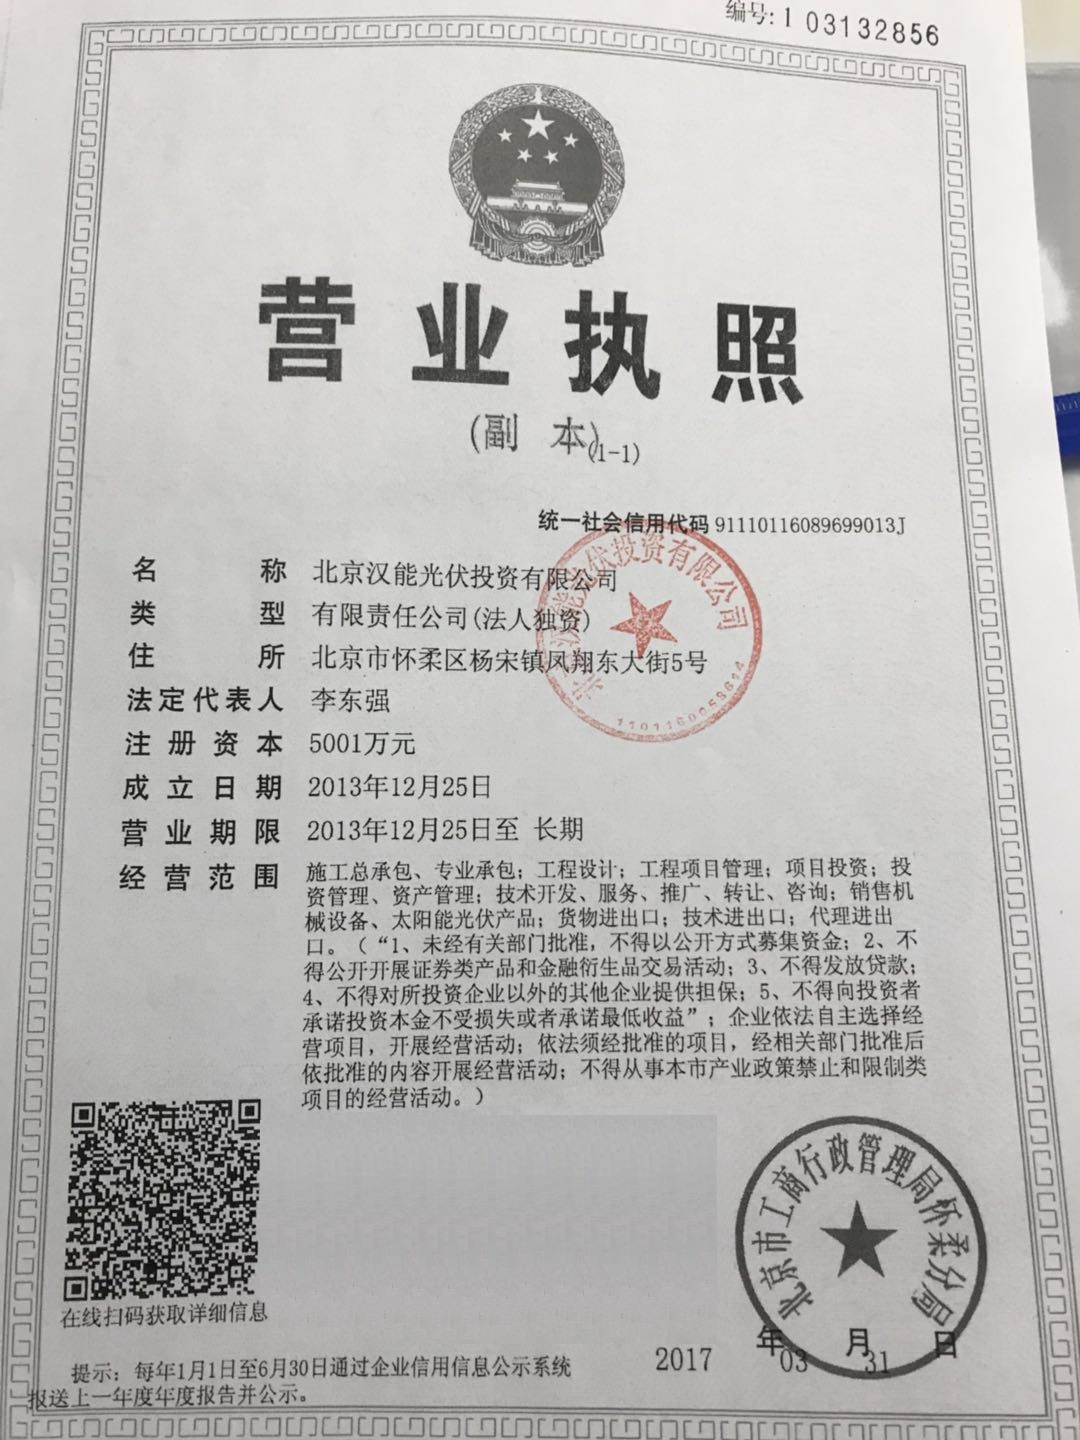 编号:1 03132856
营业执照
(副 本)(1-1)
统一社会信用代码 91110116089699013J
名称 北京汉能光伏投资有限公司
类型 有限责任公司(法人独资)
住所 北京市怀柔区杨宋镇凤翔东大街5号
法定代表人 李东强
注册资本 5001万元
成立日期 2013年12月25日
营业期限 2013年12月25日至 长期
经营范围 施工总承包、专业承包；工程设计；工程项目管理；项目投资；投
资管理、资产管理；技术开发、服务、推广、转让、咨询；销售机
械设备、太阳能光伏产品；货物进出口；技术进出口；代理进出
口。（“1、未经有关部门批准，不得以公开方式募集资金；2、不
得公开开展证券类产品和金融衍生品交易活动；3、不得发放贷款；
4、不得对所投资企业以外的其他企业提供担保；5、不得向投资者
承诺投资本金不受损失或者承诺最低收益”；企业依法自主选择经
营项目，开展经营活动；依法须经批准的项目，经相关部门批准后
依批准的内容开展经营活动；不得从事本市产业政策禁止和限制类
项目的经营活动。）
北京汉能光伏投资有限公司
1101160058614
在线扫码获取详细信息
北京市工商行政管理局怀柔分局
2017年03月31日
提示：每年1月1日至6月30日通过企业信用信息公示系统
报送上一年度年度报告并公示。